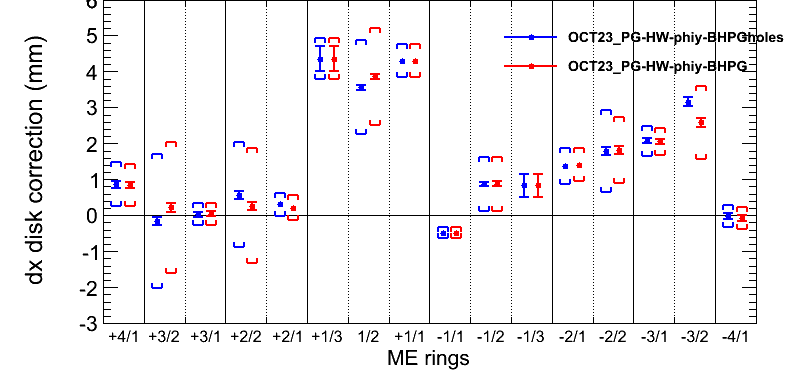 dx disk correction (mm)
6
5
4
3
2
1
0
-1
-2
-3
OCT23_PG-HW-phiy-BHPGholes
OCT23_PG-HW-phiy-BHPG
+4/1 +3/2 +3/1 +2/2 +2/1 +1/3 1/2 +1/1 -1/1 -1/2 -1/3 -2/1 -2/2 -3/1 -3/2 -4/1
ME rings